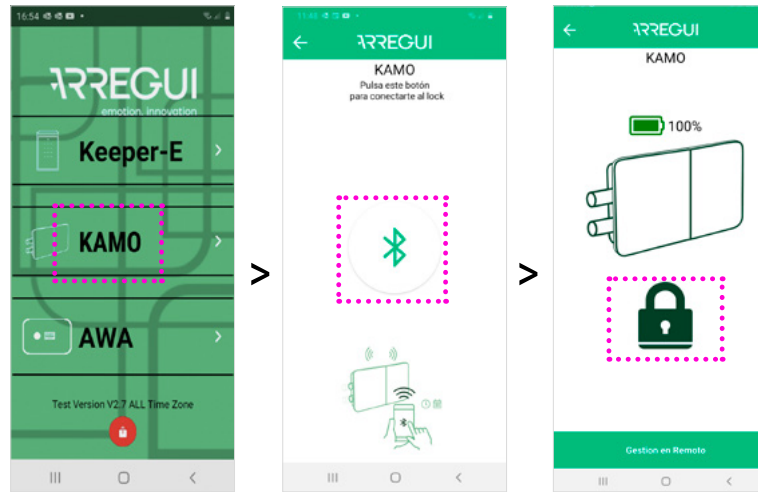 16:54
ARREGUI
emotion, innovation
Keeper-E
KAMO
AWA
Test Version V2.7 ALL Time Zone
>
ARREGUI
KAMO
Pulsa este botón
para conectarte al lock
>
ARREGUI
KAMO
100%
Gestion en Remoto